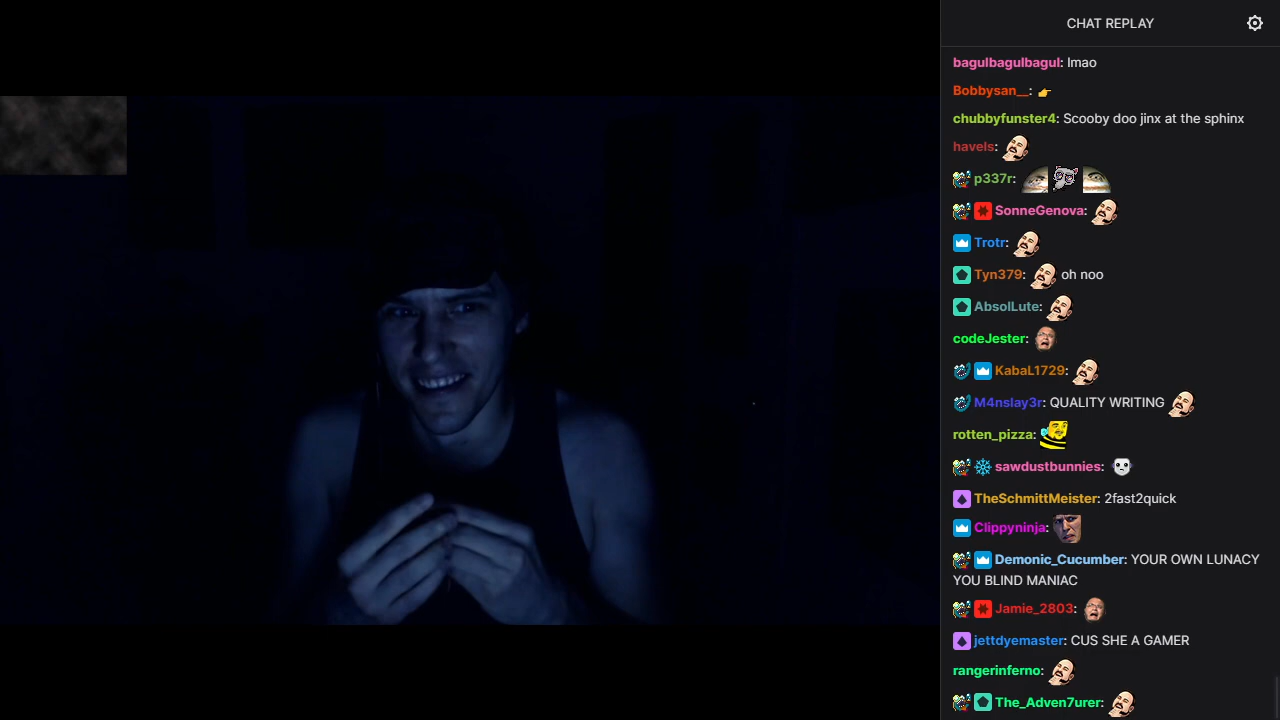 CHAT REPLAY
bagulbagulbagul: lmao
Bobbysan__:
chubbyfunster4: Scooby doo jinx at the sphinx
havels:
p337r:
SonneGenova:
Trotr:
Tyn379: oh noo
AbsolLute:
codeJester:
KabaL1729:
M4nslay3r: QUALITY WRITING
rotten_pizza:
sawdustbunnies:
TheSchmittMeister: 2fast2quick
Clippyninja:
Demonic_Cucumber: YOUR OWN LUNACY
YOU BLIND MANIAC
Jamie_2803:
jettdyemaster: CUS SHE A GAMER
rangerinferno:
The_Adven7urer: